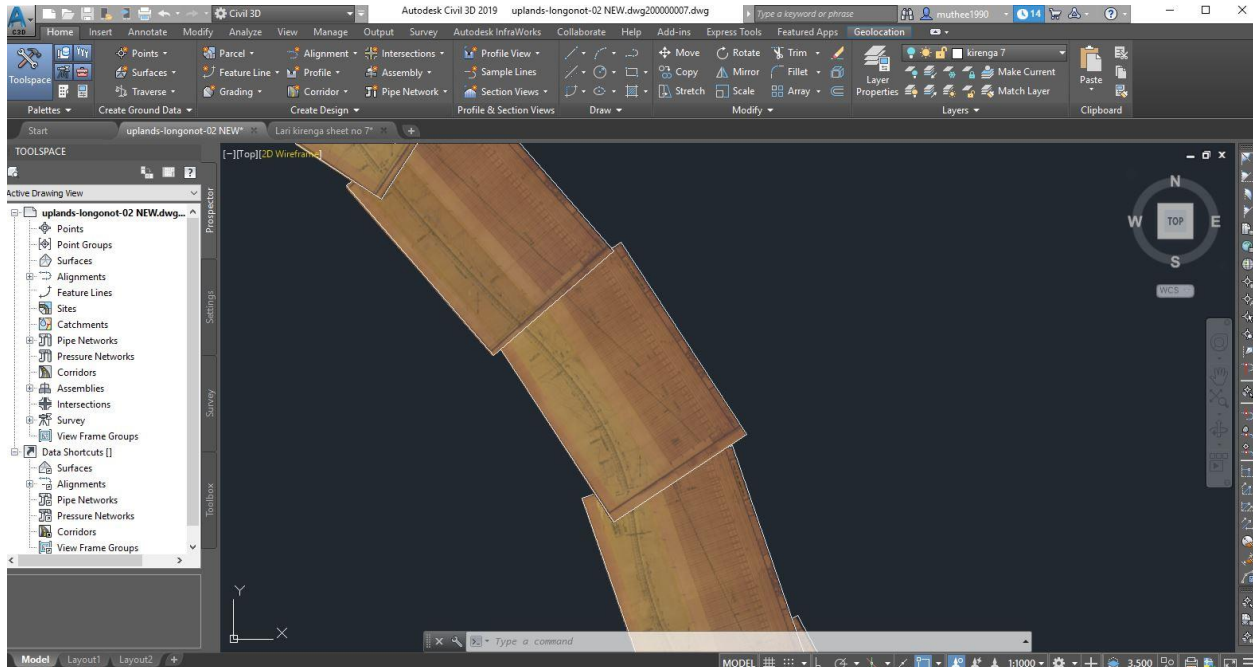 Civil 3D
Autodesk Civil 3D 2019 uplands-longonot-02 NEW.dwg20000007.dwg
Type a keyword or phrase
muthee1990
14
C3D
Home Insert Annotate Modify Analyze View Manage Output Survey Autodesk InfraWorks Collaborate Help Add-ins Express Tools Featured Apps Geolocation
Points Parcel Alignment Intersections Profile View Move Rotate Trim kirenga 7
Toolspace Surfaces Feature Line Profile Assembly Sample Lines Copy Mirror Fillet Layer Properties Make Current Paste
Traverse Grading Corridor Pipe Network Section Views Stretch Scale Array Match Layer
Palettes Create Ground Data Create Design Profile & Section Views Draw Modify Layers Clipboard
Start uplands-longonot-02 NEW* Lari kirenga sheet no 7*
TOOLSPACE
[−][Top][2D Wireframe]
Active Drawing View
uplands-longonot-02 NEW.dwg...
Points
Point Groups
Surfaces
Alignments
Feature Lines
Sites
Catchments
Pipe Networks
Pressure Networks
Corridors
Assemblies
Intersections
Survey
View Frame Groups
Data Shortcuts []
Surfaces
Alignments
Pipe Networks
Pressure Networks
Corridors
View Frame Groups
Prospector
Settings
Survey
Toolbox
N
W TOP E
S
WCS
Y
X
Type a command
Model Layout1 Layout2 +
MODEL 1:1000 3.500